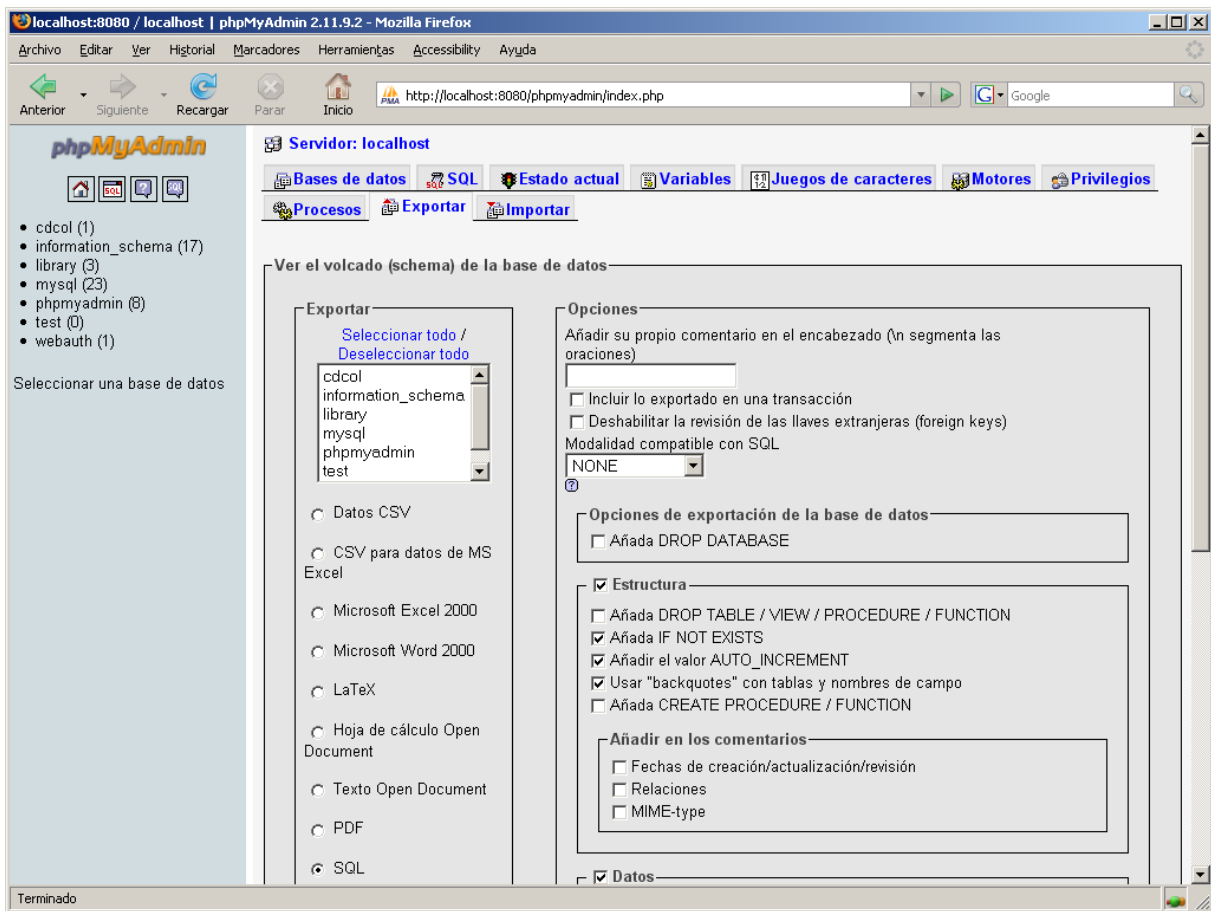 localhost:8080 / localhost | phpMyAdmin 2.11.9.2 - Mozilla Firefox
Archivo Editar Ver Historial Marcadores Herramientas Accessibility Ayuda
Anterior Siguiente Recargar Parar Inicio
PMA http://localhost:8080/phpmyadmin/index.php
G Google
phpMyAdmin
SQL ? SQL
cdcol (1)
information_schema (17)
library (3)
mysql (23)
phpmyadmin (8)
test (0)
webauth (1)
Seleccionar una base de datos
Servidor: localhost
Bases de datos SQL Estado actual Variables Juegos de caracteres Motores Privilegios
Procesos Exportar Importar
Ver el volcado (schema) de la base de datos
Exportar
Seleccionar todo /
Deseleccionar todo
cdcol
information_schema
library
mysql
phpmyadmin
test
Datos CSV
CSV para datos de MS
Excel
Microsoft Excel 2000
Microsoft Word 2000
LaTeX
Hoja de cálculo Open
Document
Texto Open Document
PDF
SQL
Opciones
Añadir su propio comentario en el encabezado (\n segmenta las
oraciones)
Incluir lo exportado en una transacción
Deshabilitar la revisión de las llaves extranjeras (foreign keys)
Modalidad compatible con SQL
NONE
?
Opciones de exportación de la base de datos
Añada DROP DATABASE
Estructura
Añada DROP TABLE / VIEW / PROCEDURE / FUNCTION
Añada IF NOT EXISTS
Añadir el valor AUTO_INCREMENT
Usar "backquotes" con tablas y nombres de campo
Añada CREATE PROCEDURE / FUNCTION
Añadir en los comentarios
Fechas de creación/actualización/revisión
Relaciones
MIME-type
Datos
Terminado